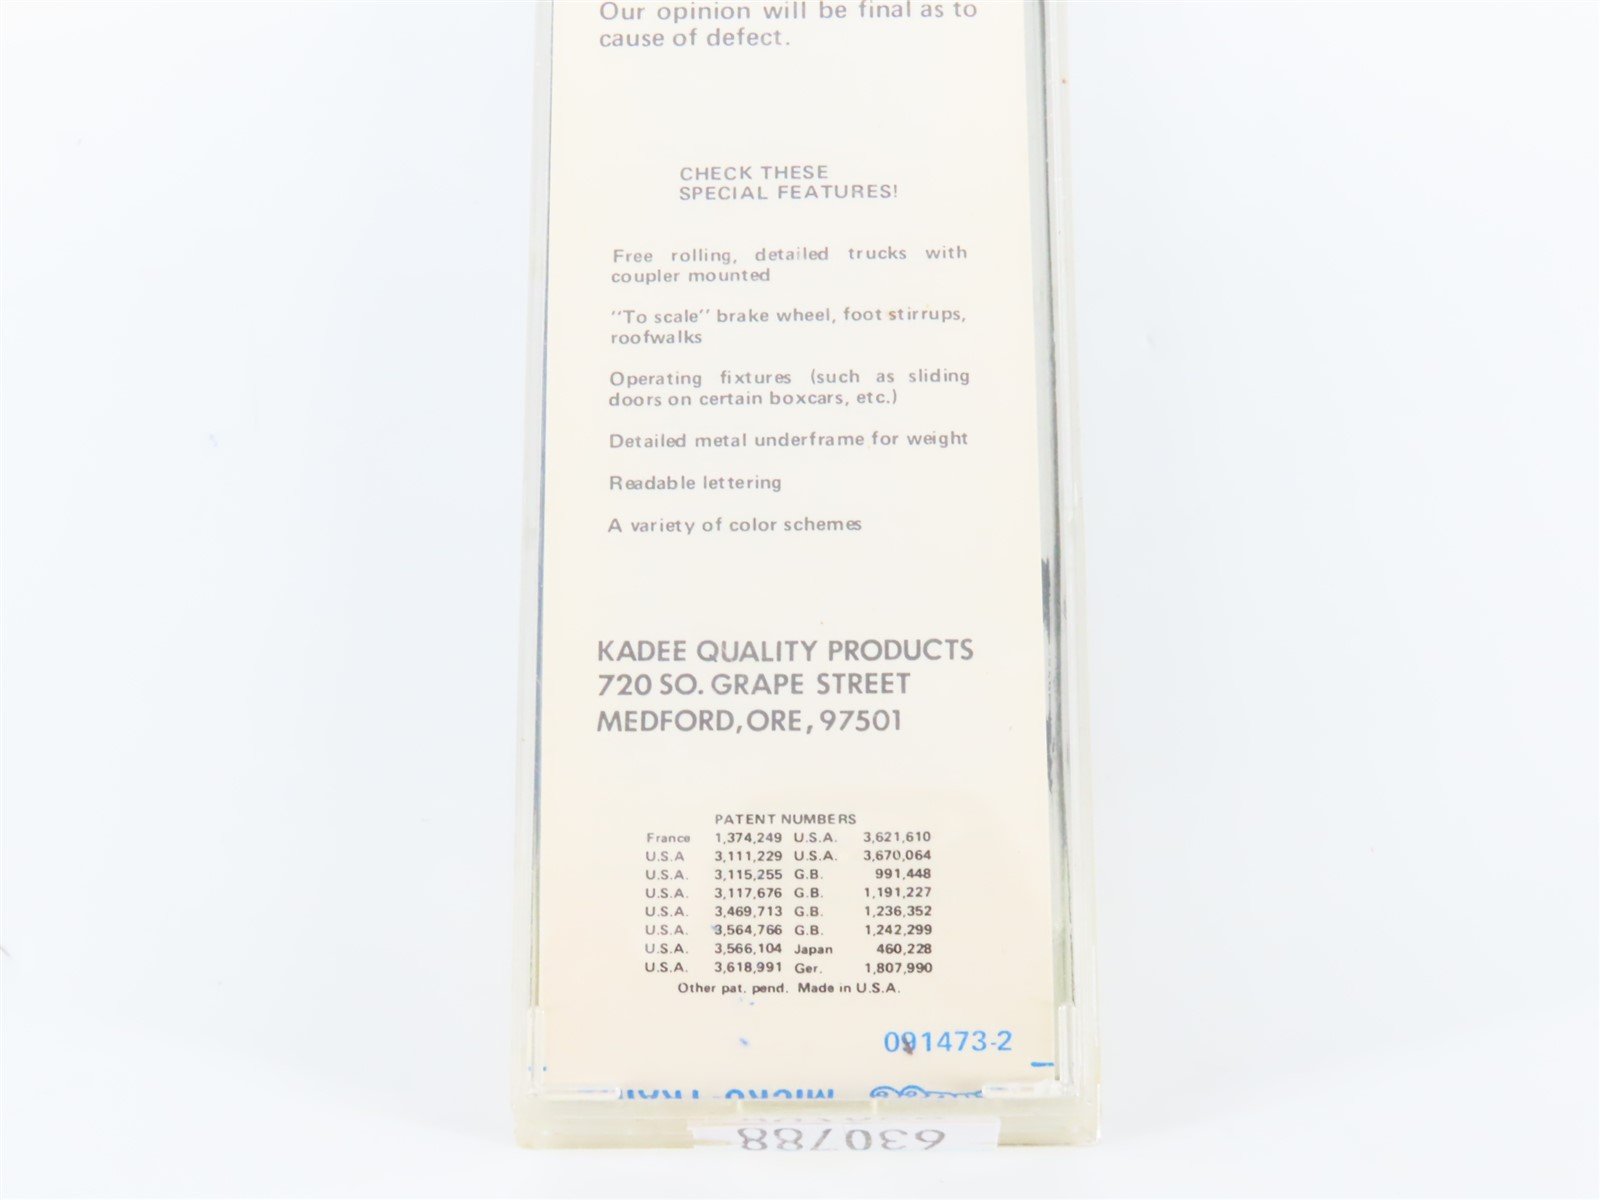 Our opinion will be final as to
cause of defect.
CHECK THESE
SPECIAL FEATURES!
Free rolling, detailed trucks with
coupler mounted
"To scale" brake wheel, foot stirrups,
roofwalks
Operating fixtures (such as sliding
doors on certain boxcars, etc.)
Detailed metal underframe for weight
Readable lettering
A variety of color schemes
KADEE QUALITY PRODUCTS
720 SO. GRAPE STREET
MEDFORD, ORE, 97501
PATENT NUMBERS
France 1,374,249 U.S.A. 3,621,610
U.S.A 3,111,229 U.S.A. 3,670,064
U.S.A. 3,115,255 G.B. 991,448
U.S.A. 3,117,676 G.B. 1,191,227
U.S.A. 3,469,713 G.B. 1,236,352
U.S.A. 3,564,766 G.B. 1,242,299
U.S.A. 3,566,104 Japan 460,228
U.S.A. 3,618,991 Ger. 1,807,990
Other pat. pend. Made in U.S.A.
091473-2
630788